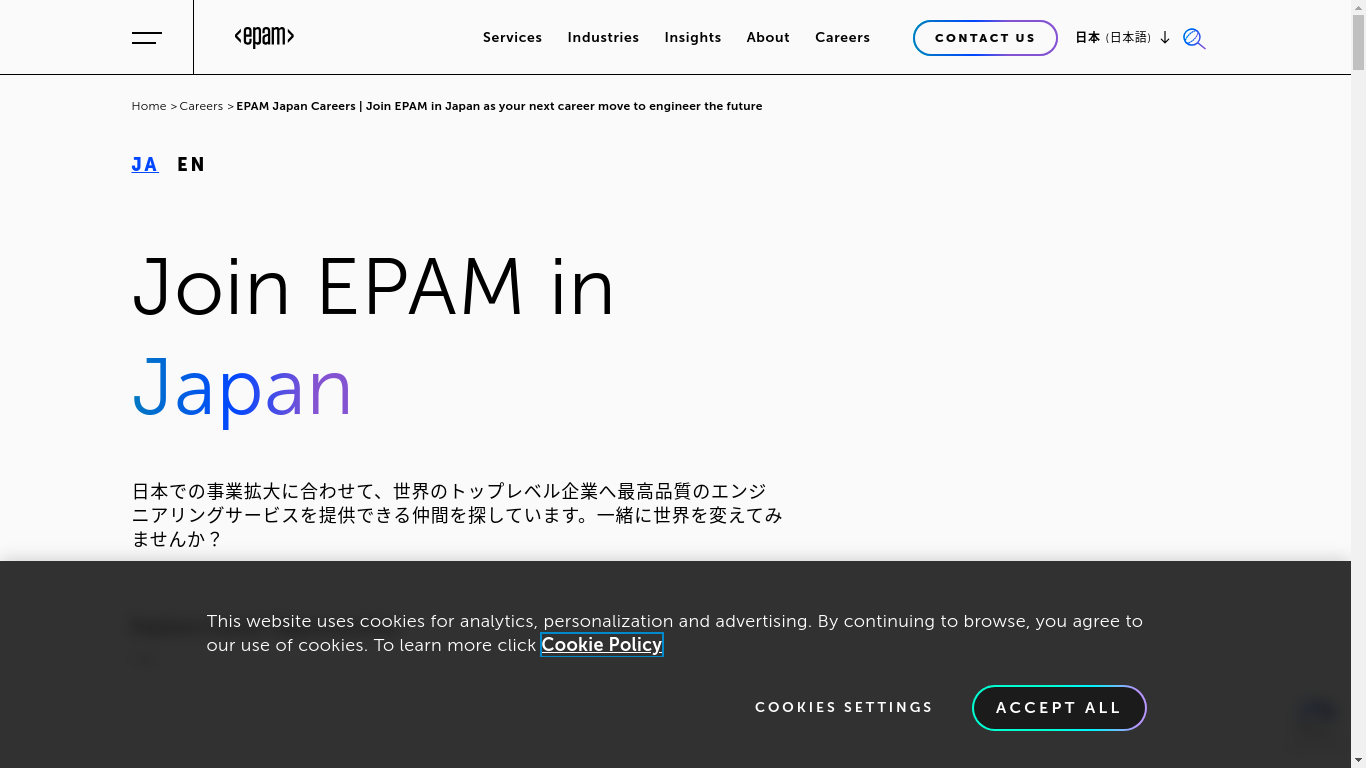 <epam>
Services Industries Insights About Careers
CONTACT US
日本 (日本語)
Home > Careers > EPAM Japan Careers | Join EPAM in Japan as your next career move to engineer the future
JA EN
Join EPAM in
Japan
日本での事業拡大に合わせて、世界のトップレベル企業へ最高品質のエンジ
ニアリングサービスを提供できる仲間を探しています。一緒に世界を変えてみ
ませんか？
This website uses cookies for analytics, personalization and advertising. By continuing to browse, you agree to
our use of cookies. To learn more click Cookie Policy
COOKIES SETTINGS
ACCEPT ALL